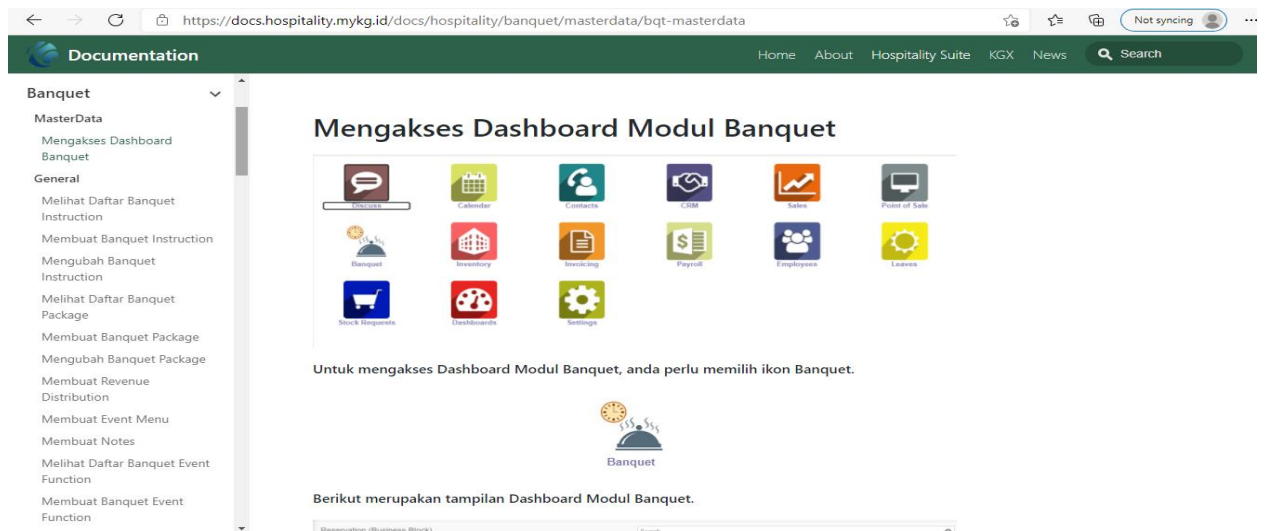 https://docs.hospitality.mykg.id/docs/hospitality/banquet/masterdata/bqt-masterdata
Not syncing
Documentation
Home About Hospitality Suite KGX News Search
Banquet
MasterData
Mengakses Dashboard
Banquet
General
Melihat Daftar Banquet
Instruction
Membuat Banquet Instruction
Mengubah Banquet
Instruction
Melihat Daftar Banquet
Package
Membuat Banquet Package
Mengubah Banquet Package
Membuat Revenue
Distribution
Membuat Event Menu
Membuat Notes
Melihat Daftar Banquet Event
Function
Membuat Banquet Event
Function
Mengakses Dashboard Modul Banquet
Discuss Calendar Contacts CRM Sales Point of Sale
Banquet Inventory Invoicing Payroll Employees Leaves
Stock Requests Dashboards Settings
Untuk mengakses Dashboard Modul Banquet, anda perlu memilih ikon Banquet.
Banquet
Berikut merupakan tampilan Dashboard Modul Banquet.
Reservation (Business Block)